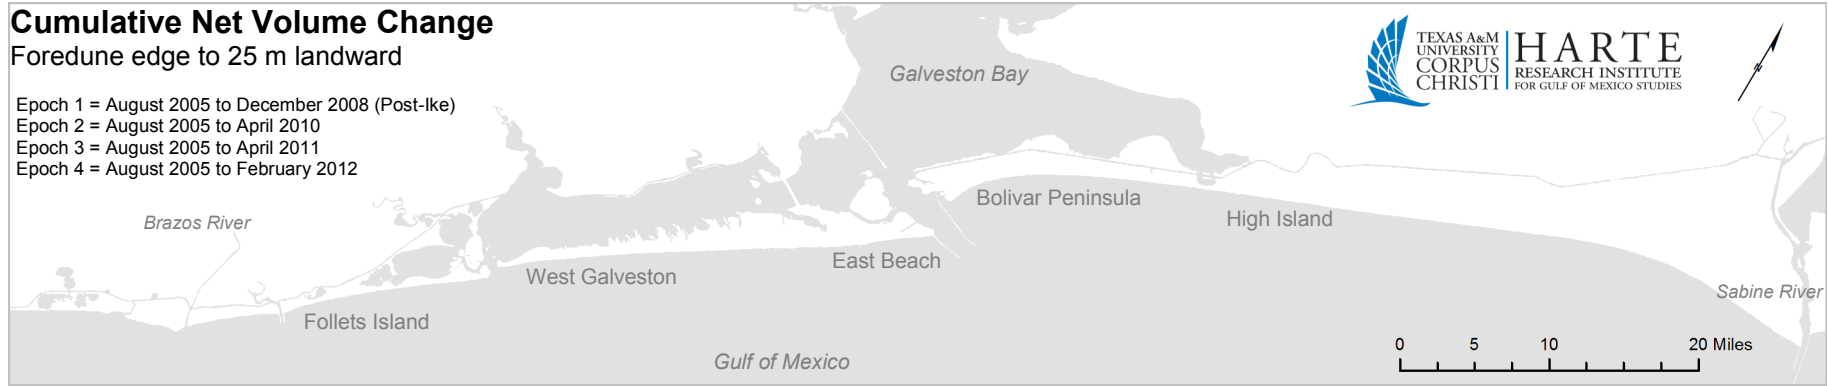 Cumulative Net Volume Change
Foredune edge to 25 m landward
Epoch 1 = August 2005 to December 2008 (Post-Ike)
Epoch 2 = August 2005 to April 2010
Epoch 3 = August 2005 to April 2011
Epoch 4 = August 2005 to February 2012
TEXAS A&M
UNIVERSITY
CORPUS
CHRISTI
HARTE
RESEARCH INSTITUTE
FOR GULF OF MEXICO STUDIES
N
Galveston Bay
Bolivar Peninsula
High Island
Brazos River
East Beach
West Galveston
Sabine River
Follets Island
Gulf of Mexico
0 5 10 20 Miles